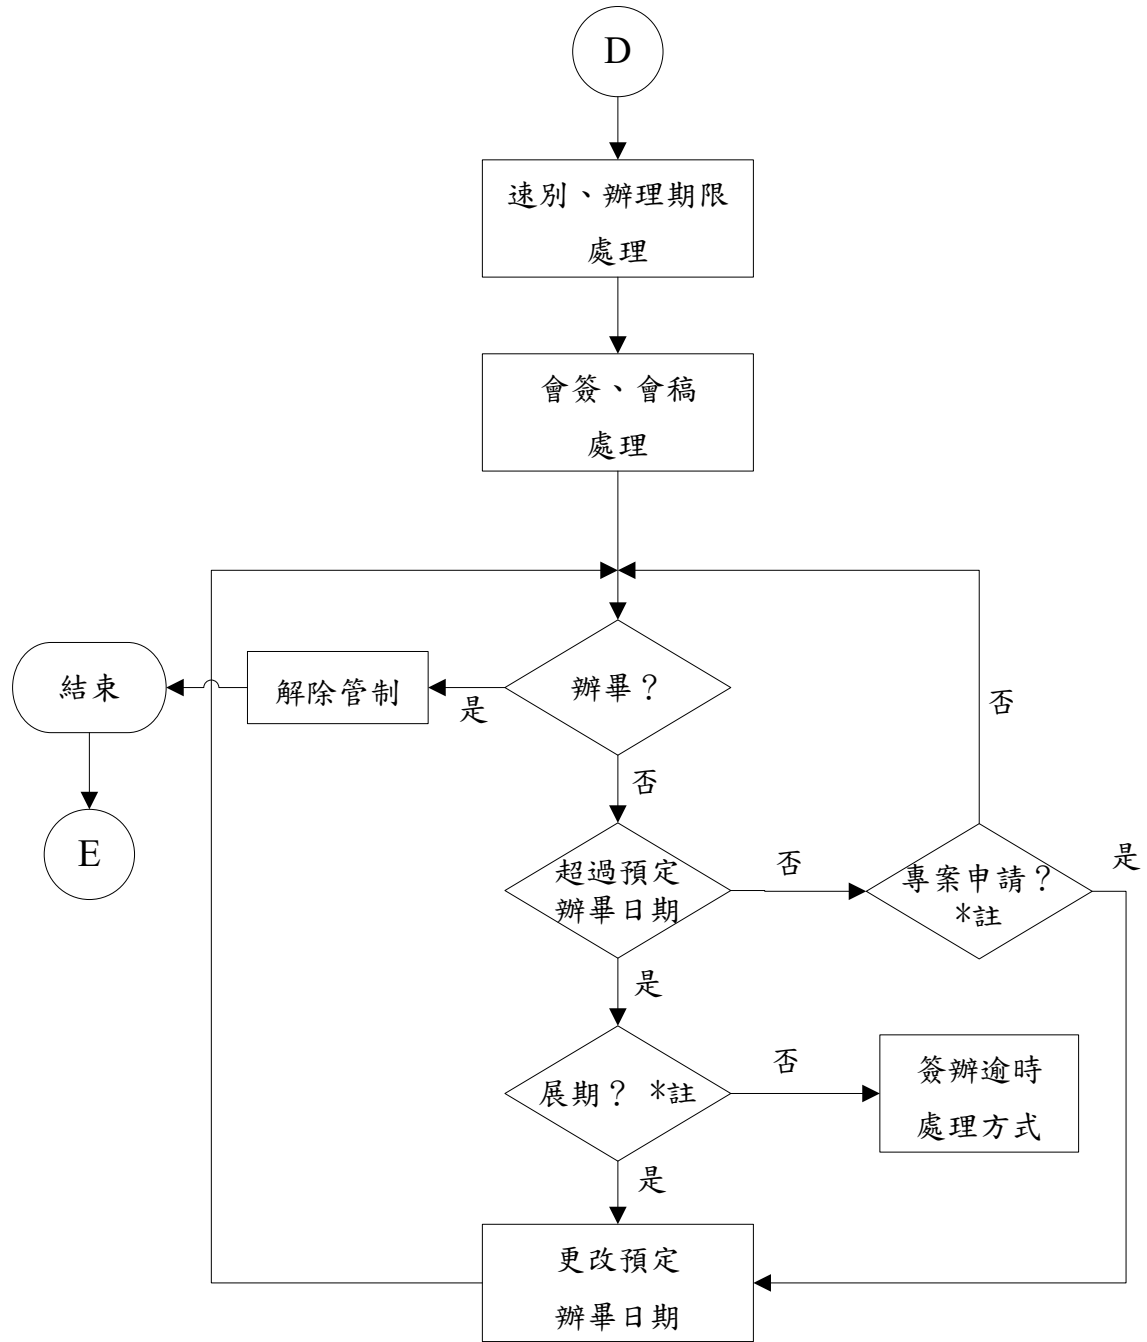 D
速別、辦理期限
處理
會簽、會稿
處理
結束
解除管制
是
辦畢？
否
否
E
超過預定
辦畢日期
否
專案申請？
*註
是
是
展期？ *註
否
簽辦逾時
處理方式
是
更改預定
辦畢日期